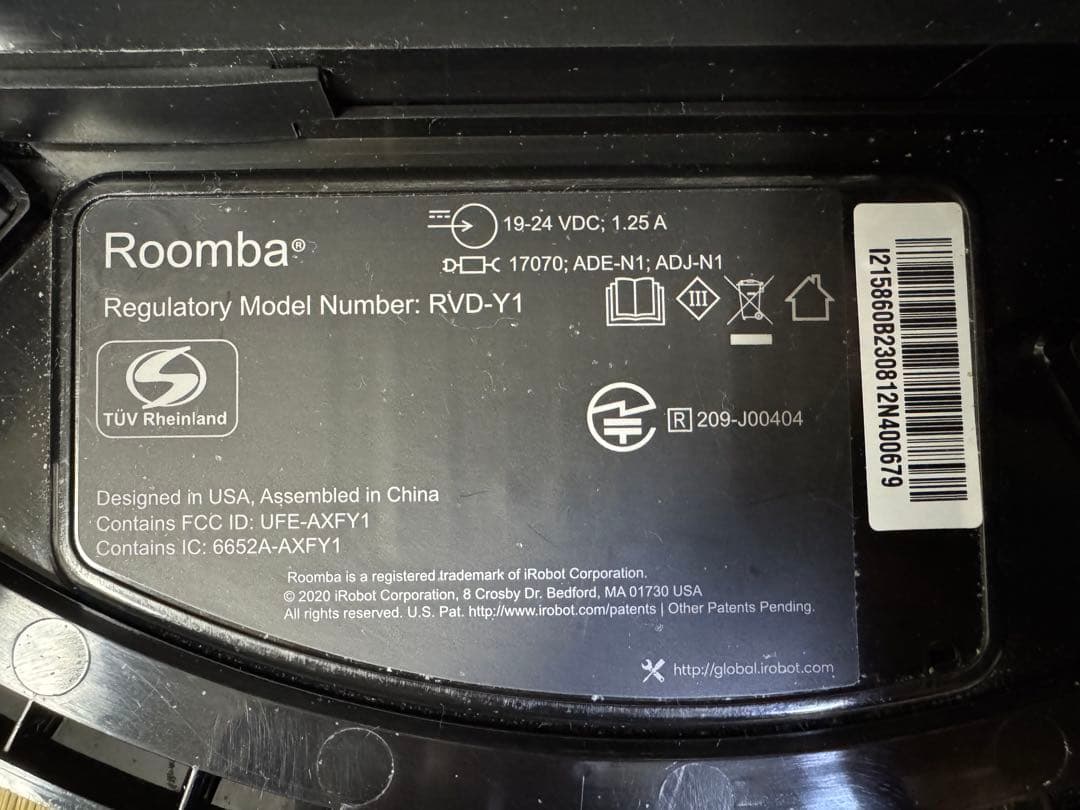 Roomba®
19-24 VDC; 1.25 A
17070; ADE-N1; ADJ-N1
Regulatory Model Number: RVD-Y1
III
TÜV Rheinland
R 209-J00404
Designed in USA, Assembled in China
Contains FCC ID: UFE-AXFY1
Contains IC: 6652A-AXFY1
Roomba is a registered trademark of iRobot Corporation.
© 2020 iRobot Corporation, 8 Crosby Dr. Bedford, MA 01730 USA
All rights reserved. U.S. Pat. http://www.irobot.com/patents | Other Patents Pending.
http://global.irobot.com
I215860B230812N400679